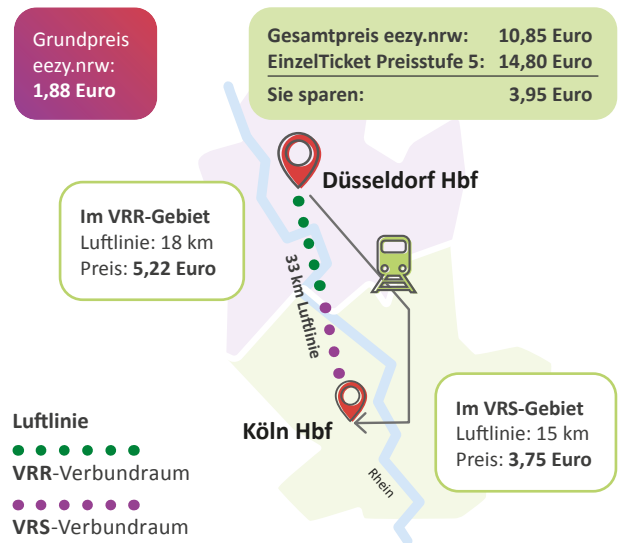 Grundpreis
eezy.nrw:
1,88 Euro
Gesamtpreis eezy.nrw: 10,85 Euro
EinzelTicket Preisstufe 5: 14,80 Euro
Sie sparen: 3,95 Euro
Düsseldorf Hbf
Im VRR-Gebiet
Luftlinie: 18 km
Preis: 5,22 Euro
33 km Luftlinie
Köln Hbf
Im VRS-Gebiet
Luftlinie: 15 km
Preis: 3,75 Euro
Rhein
Luftlinie
VRR-Verbundraum
VRS-Verbundraum